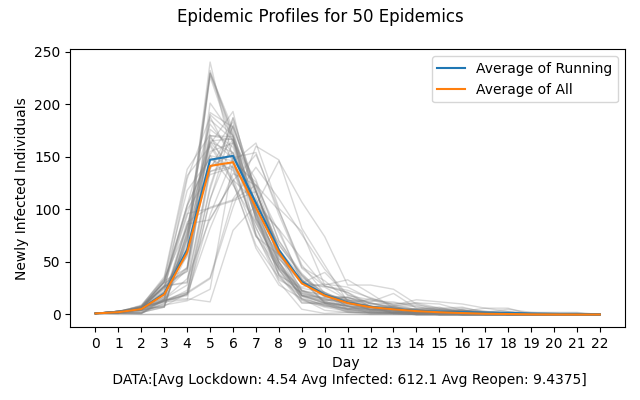 Epidemic Profiles for 50 Epidemics
250
200
150
100
50
0
Newly Infected Individuals
Average of Running
Average of All
0 1 2 3 4 5 6 7 8 9 10 11 12 13 14 15 16 17 18 19 20 21 22
Day
DATA:[Avg Lockdown: 4.54 Avg Infected: 612.1 Avg Reopen: 9.4375]